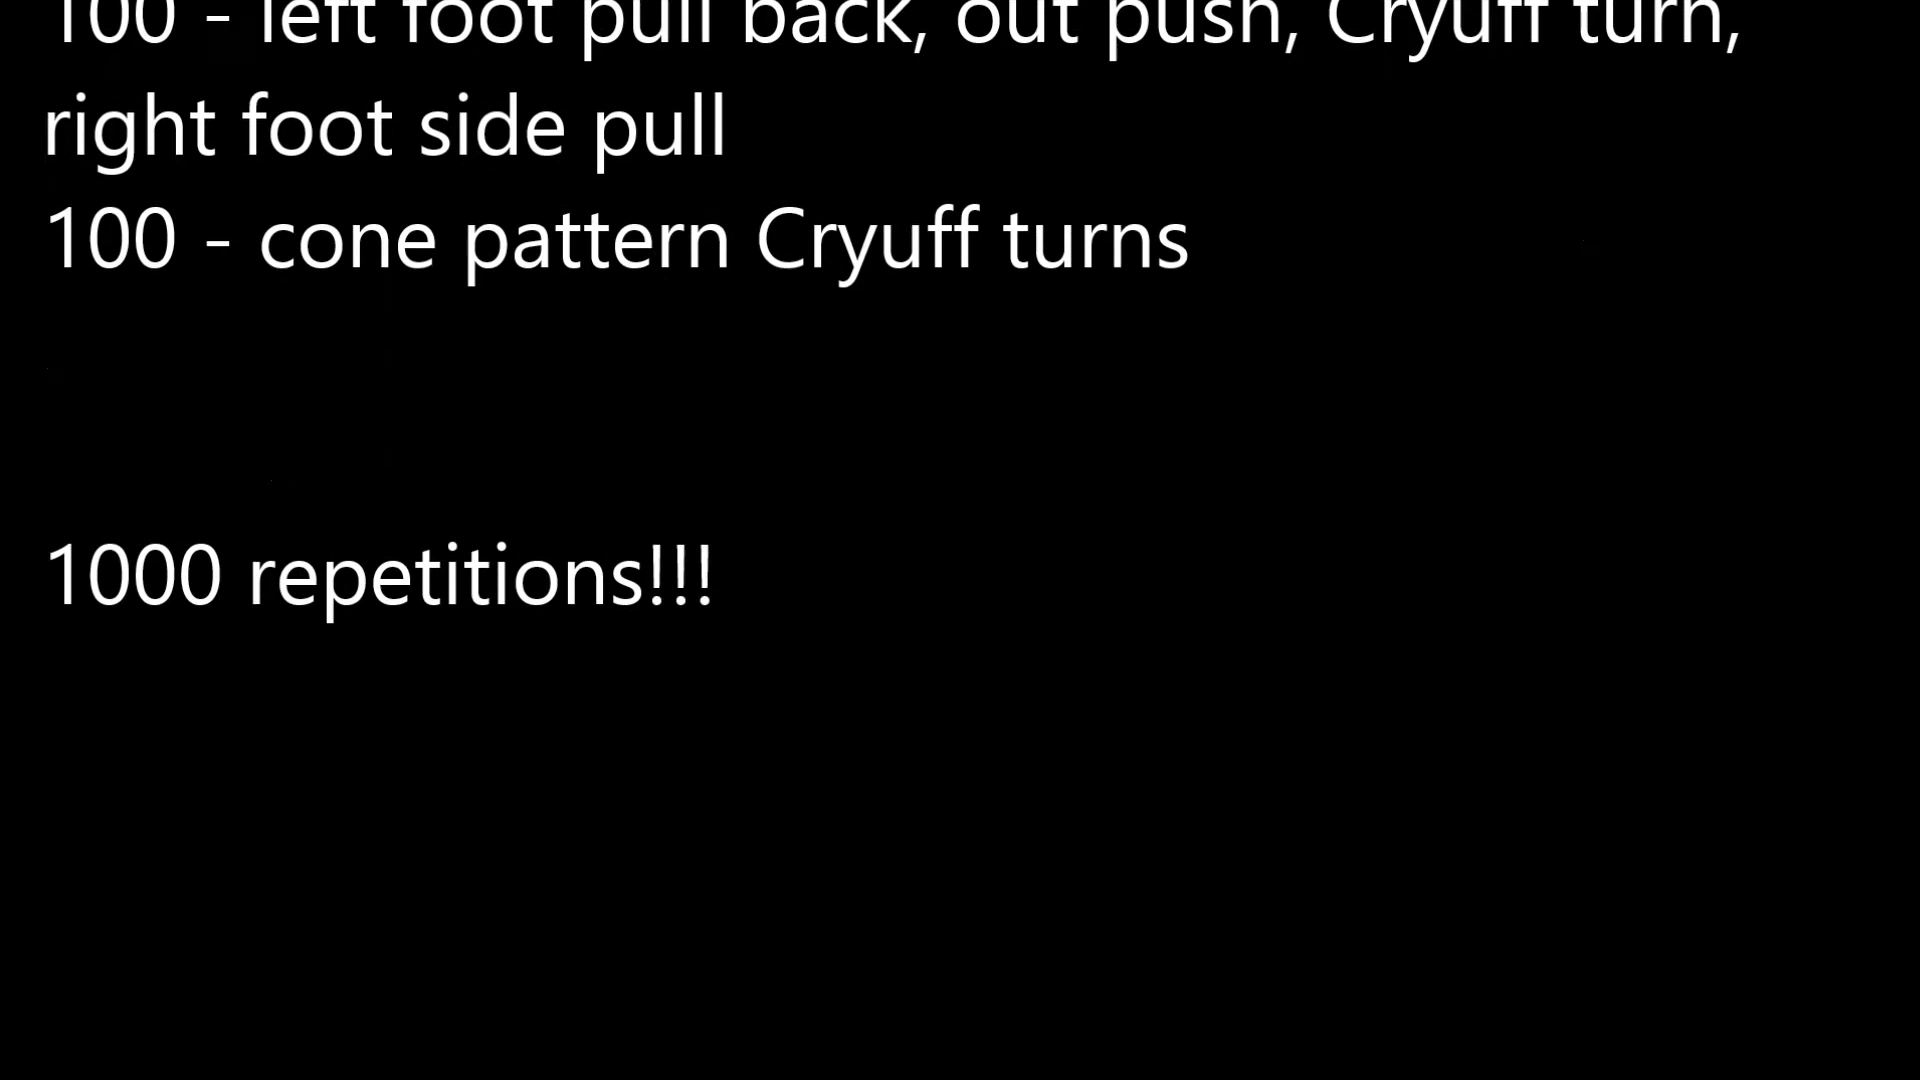 100 - left foot pull back, out push, Cryuff turn,
right foot side pull
100 - cone pattern Cryuff turns
1000 repetitions!!!